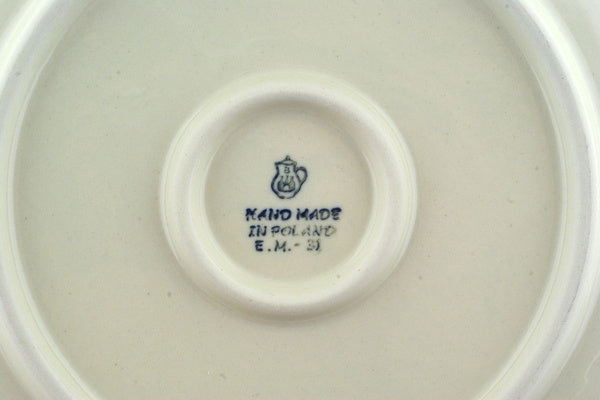 HAND MADE
IN POLAND
E.M.- 31